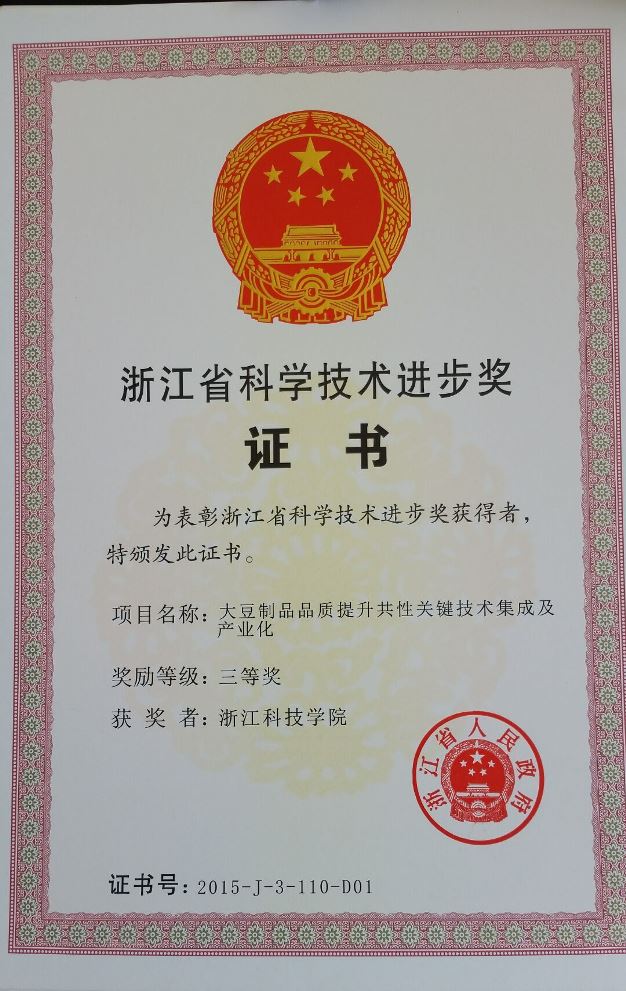 浙江省科学技术进步奖
证 书
为表彰浙江省科学技术进步奖获得者，
特颁发此证书。
项目名称：大豆制品品质提升共性关键技术集成及
产业化
奖励等级：三等奖
获 奖 者：浙江科技学院
浙江省人民政府
证书号：2015-J-3-110-D01